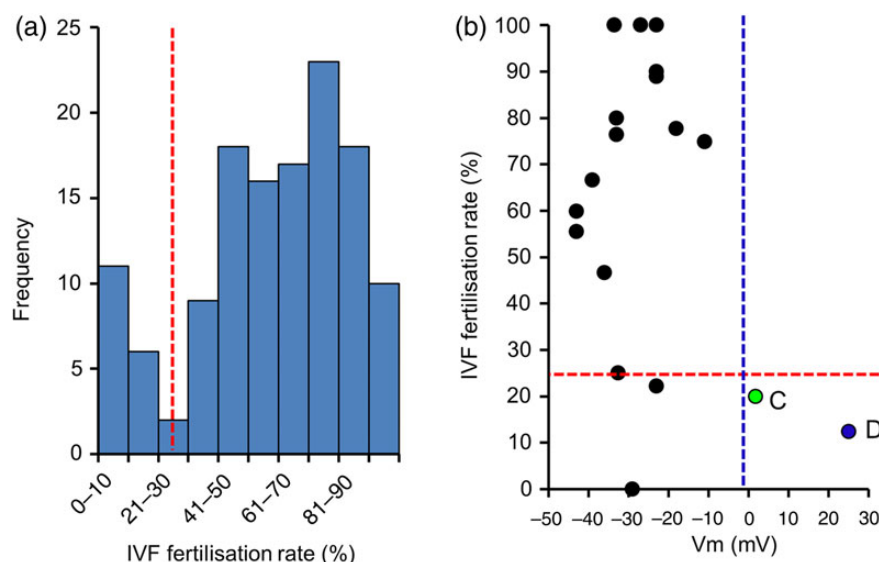 (a)
25
20
15
10
5
0
Frequency
0–10
21–30
41–50
61–70
81–90
IVF fertilisation rate (%)
(b)
100
90
80
70
60
50
40
30
20
10
0
IVF fertilisation rate (%)
C
D
–50 –40 –30 –20 –10 0 10 20 30
Vm (mV)